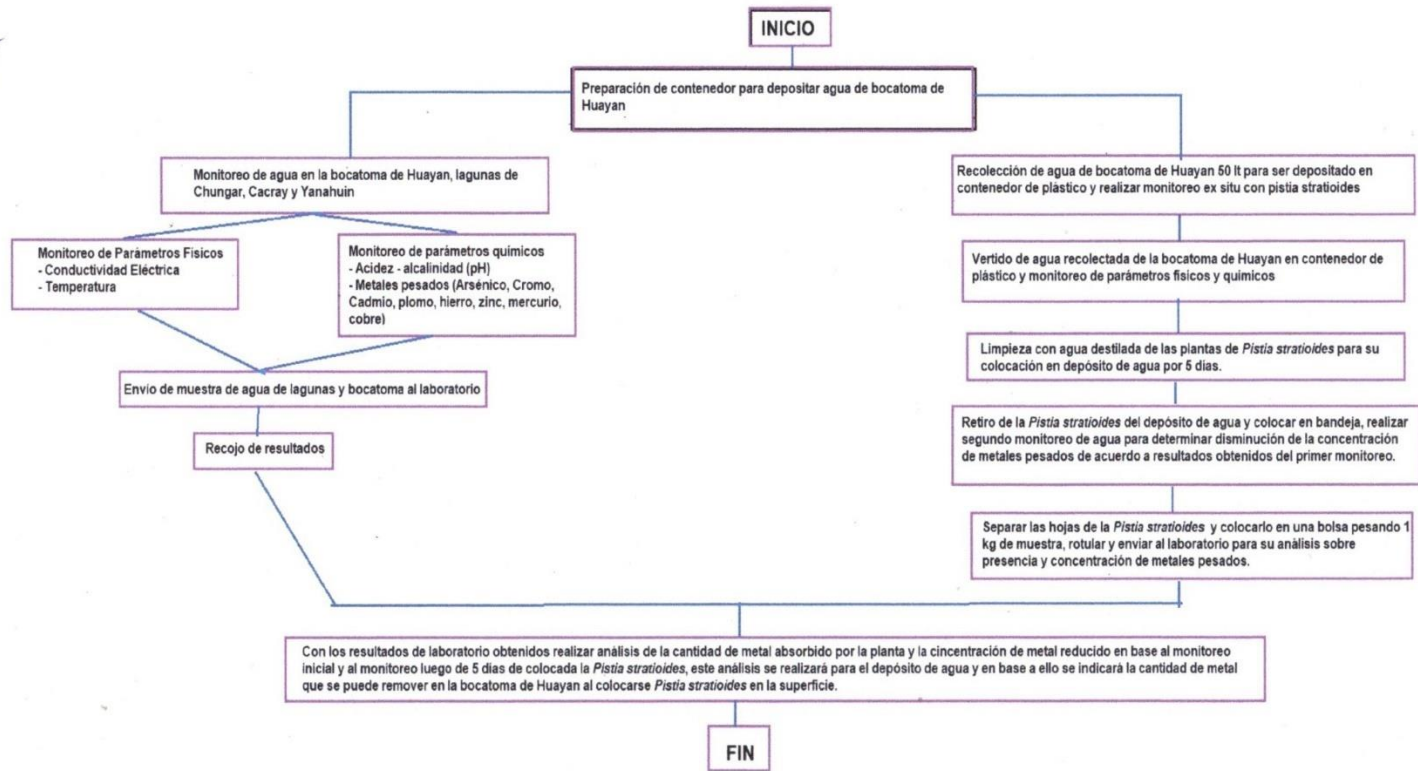 INICIO
Preparación de contenedor para depositar agua de bocatoma de
Huayan
Monitoreo de agua en la bocatoma de Huayan, lagunas de
Chungar, Cacray y Yanahuin
Monitoreo de Parámetros Físicos
- Conductividad Eléctrica
- Temperatura
Monitoreo de parámetros químicos
- Acidez - alcalinidad (pH)
- Metales pesados (Arsénico, Cromo,
Cadmio, plomo, hierro, zinc, mercurio,
cobre)
Envío de muestra de agua de lagunas y bocatoma al laboratorio
Recojo de resultados
Recolección de agua de bocatoma de Huayan 50 lt para ser depositado en
contenedor de plástico y realizar monitoreo ex situ con pistia stratioides
Vertido de agua recolectada de la bocatoma de Huayan en contenedor de
plástico y monitoreo de parámetros físicos y químicos
Limpieza con agua destilada de las plantas de Pistia stratioides para su
colocación en depósito de agua por 5 días.
Retiro de la Pistia stratioides del depósito de agua y colocar en bandeja, realizar
segundo monitoreo de agua para determinar disminución de la concentración
de metales pesados de acuerdo a resultados obtenidos del primer monitoreo.
Separar las hojas de la Pistia stratioides y colocarlo en una bolsa pesando 1
kg de muestra, rotular y enviar al laboratorio para su análisis sobre
presencia y concentración de metales pesados.
Con los resultados de laboratorio obtenidos realizar análisis de la cantidad de metal absorbido por la planta y la cincentración de metal reducido en base al monitoreo
inicial y al monitoreo luego de 5 días de colocada la Pistia stratioides, este análisis se realizará para el depósito de agua y en base a ello se indicará la cantidad de metal
que se puede remover en la bocatoma de Huayan al colocarse Pistia stratioides en la superficie.
FIN